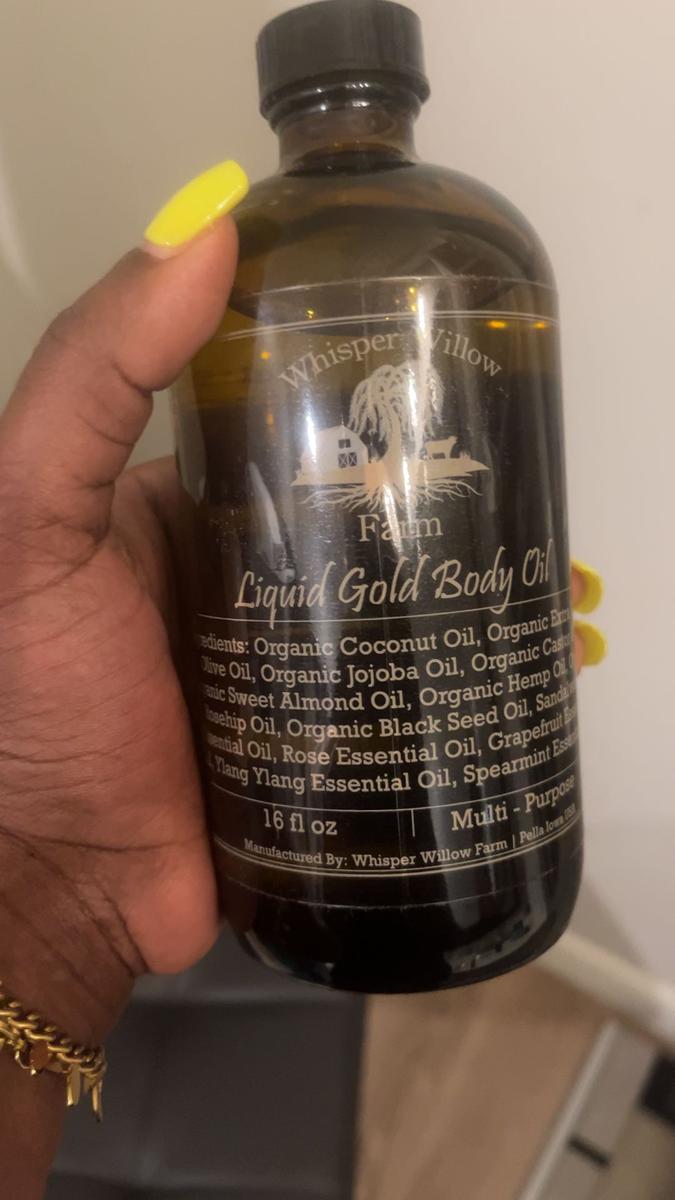 Whisper Willow
Farm
Liquid Gold Body Oil
edients: Organic Coconut Oil, Organic Extra
Olive Oil, Organic Jojoba Oil, Organic Castor
anic Sweet Almond Oil, Organic Hemp Oil,
osehip Oil, Organic Black Seed Oil, Sandal
sential Oil, Rose Essential Oil, Grapefruit Es
Ylang Ylang Essential Oil, Spearmint Essen
16 fl oz | Multi - Purpose
Manufactured By: Whisper Willow Farm | Pella Iowa USA